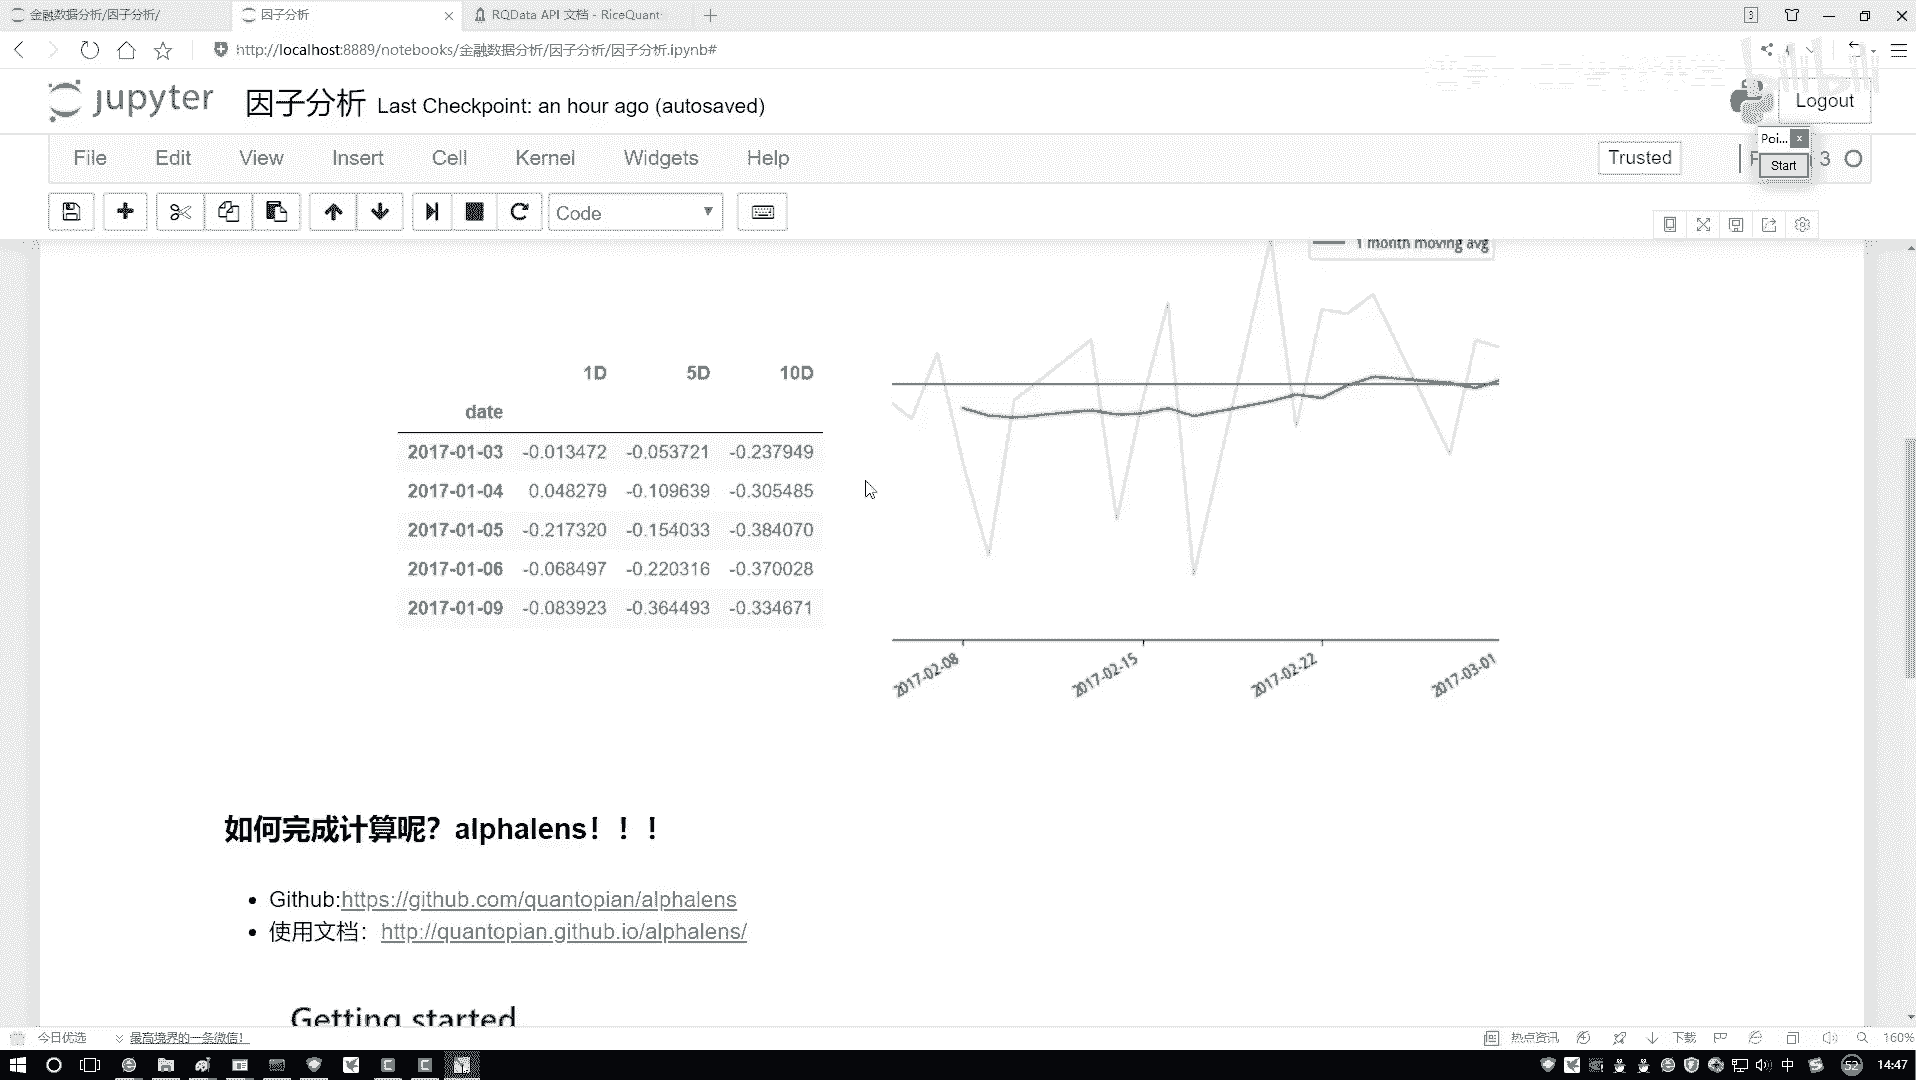 金融数据分析/因子分析/
因子分析
RQData API 文档 - RiceQuant
3
http://localhost:8889/notebooks/金融数据分析/因子分析/因子分析.ipynb#
bilibili
jupyter 因子分析 Last Checkpoint: an hour ago (autosaved)
Logout
Poi...
Start
File Edit View Insert Cell Kernel Widgets Help
Trusted
3
Code
1 month moving avg
1D 5D 10D
date
2017-01-03 -0.013472 -0.053721 -0.237949
2017-01-04 0.048279 -0.109639 -0.305485
2017-01-05 -0.217320 -0.154033 -0.384070
2017-01-06 -0.068497 -0.220316 -0.370028
2017-01-09 -0.083923 -0.364493 -0.334671
2017-02-08 2017-02-15 2017-02-22 2017-03-01
如何完成计算呢？alphalens！！！
Github:https://github.com/quantopian/alphalens
使用文档：http://quantopian.github.io/alphalens/
Getting started
今日优选
最高境界的一条微信！
热点资讯
下载
160%
中
52
14:47